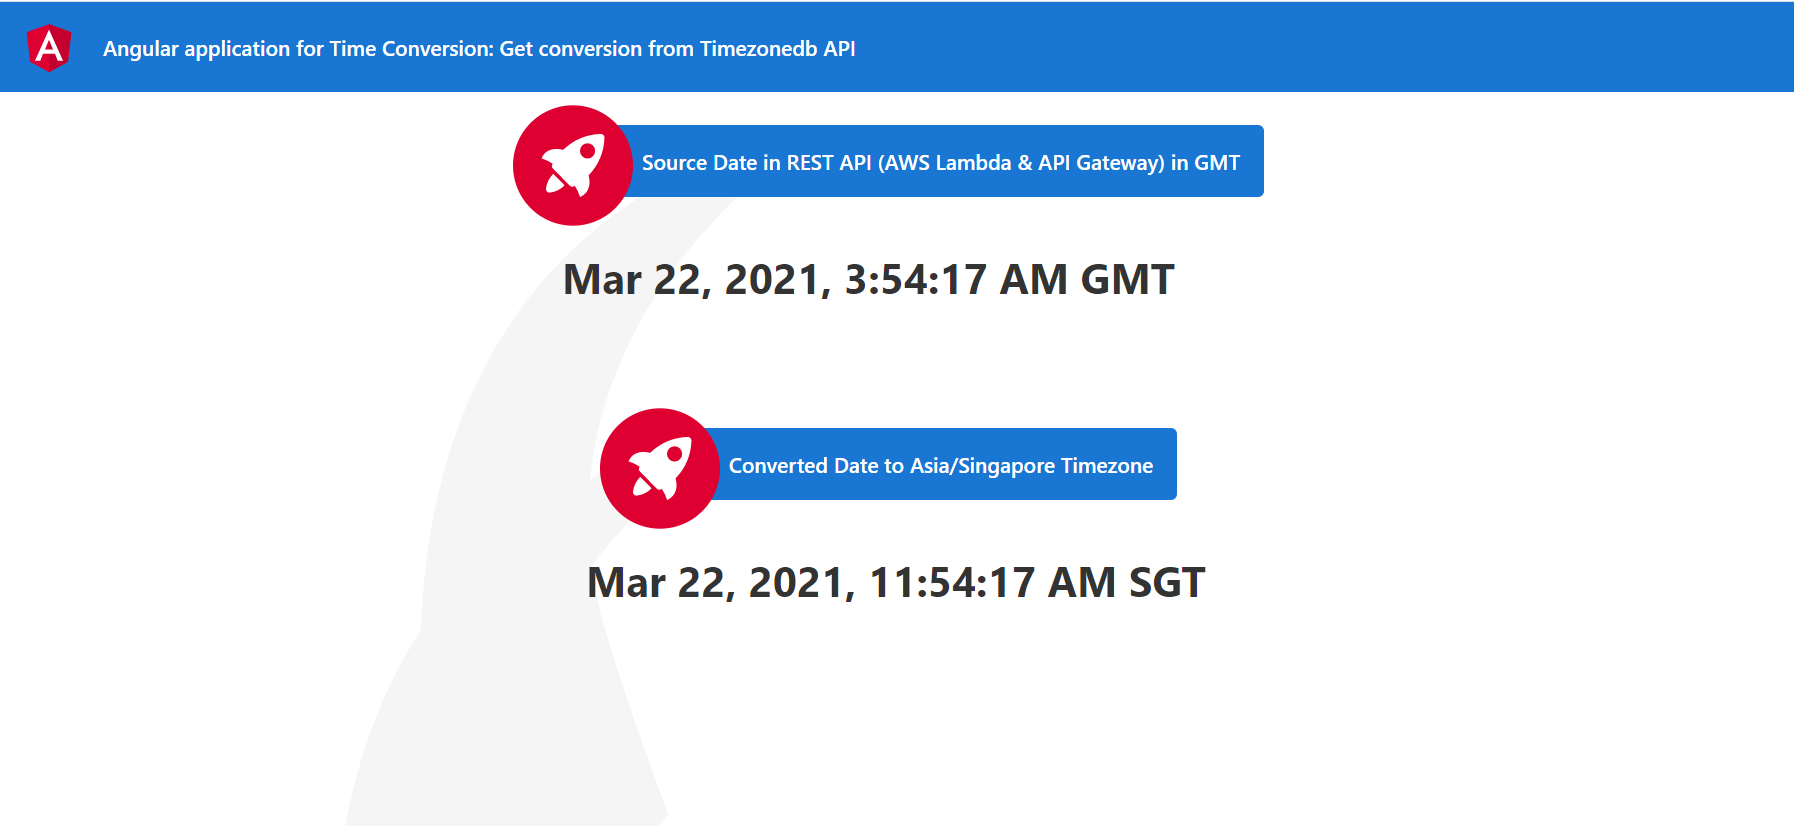 Angular application for Time Conversion: Get conversion from Timezonedb API
Source Date in REST API (AWS Lambda & API Gateway) in GMT
Mar 22, 2021, 3:54:17 AM GMT
Converted Date to Asia/Singapore Timezone
Mar 22, 2021, 11:54:17 AM SGT